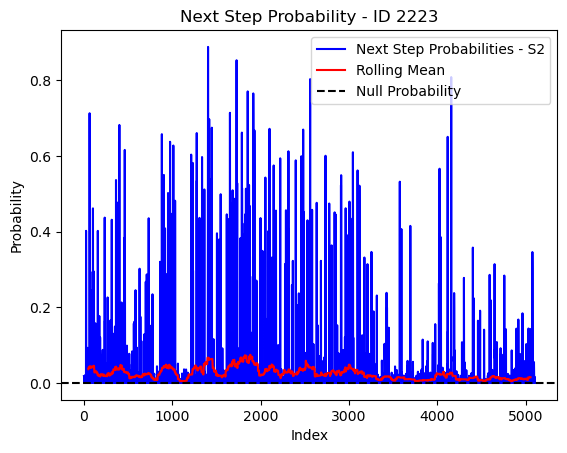 Next Step Probability - ID 2223
Next Step Probabilities - S2
Rolling Mean
Null Probability
Probability
0.8
0.6
0.4
0.2
0.0
0
1000
2000
3000
4000
5000
Index